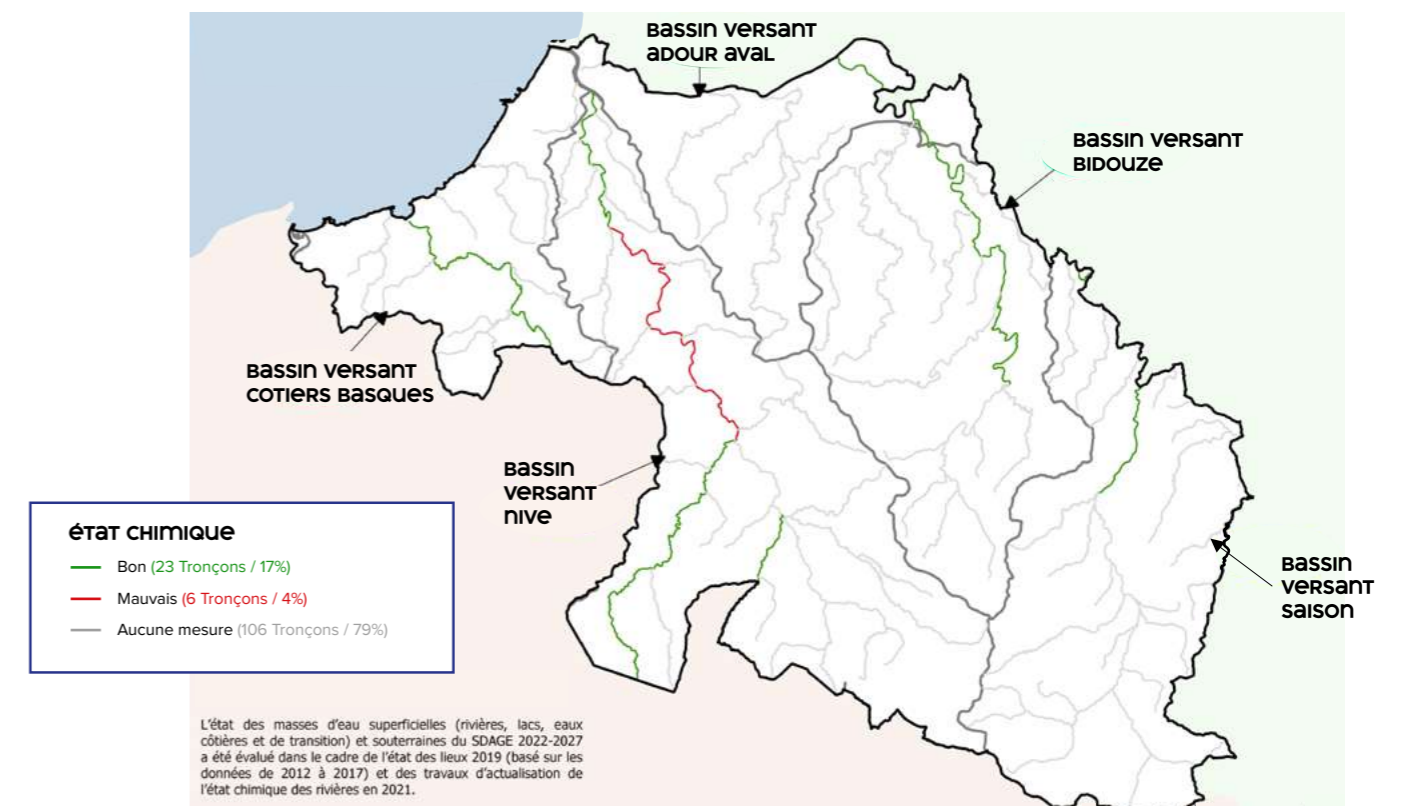 BASSIN VERSANT
ADOUR AVAL
BASSIN VERSANT
BIDOUZE
BASSIN VERSANT
COTIERS BASQUES
BASSIN
VERSANT
NIVE
BASSIN
VERSANT
SAISON
ÉTAT CHIMIQUE
Bon (23 Tronçons / 17%)
Mauvais (6 Tronçons / 4%)
Aucune mesure (106 Tronçons / 79%)
L'état des masses d'eau superficielles (rivières, lacs, eaux
côtières et de transition) et souterraines du SDAGE 2022-2027
a été évalué dans le cadre de l'état des lieux 2019 (basé sur les
données de 2012 à 2017) et des travaux d'actualisation de
l'état chimique des rivières en 2021.